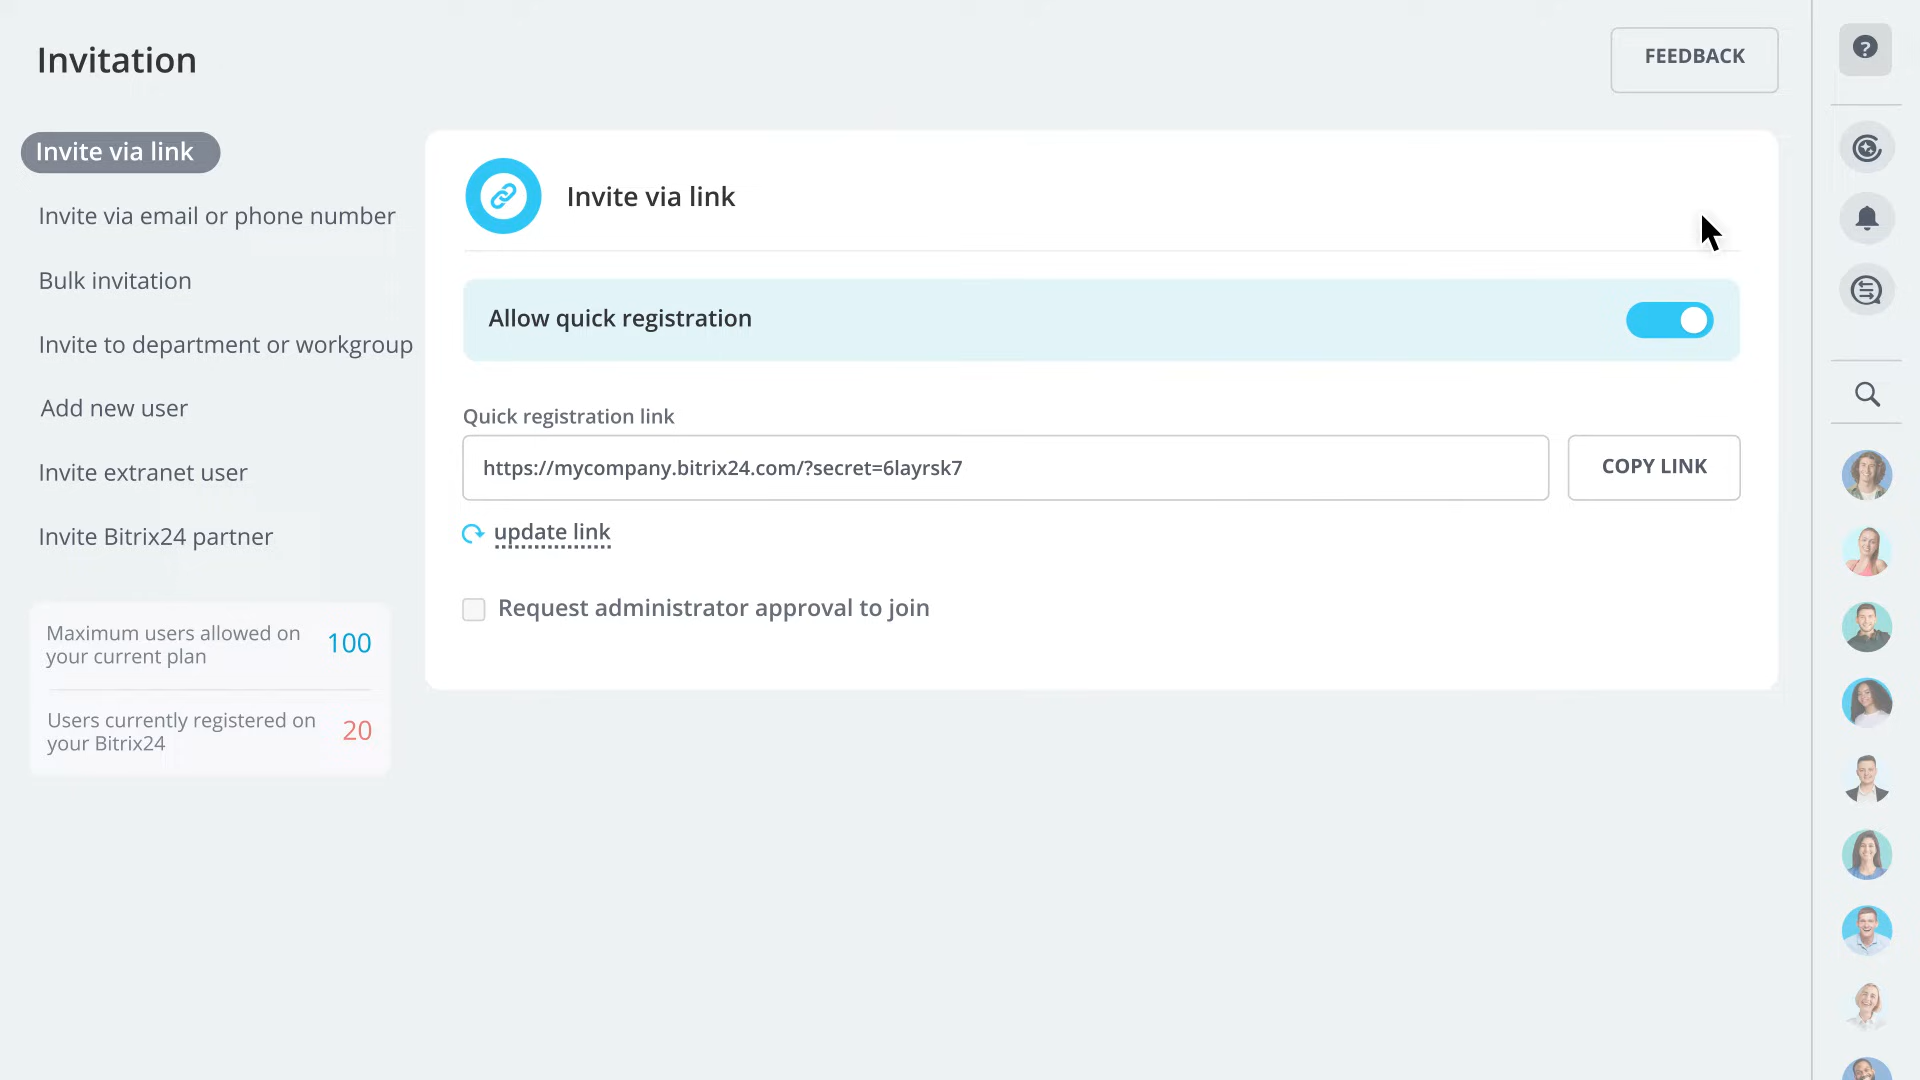 Invitation
FEEDBACK
?
Invite via link
Invite via email or phone number
Bulk invitation
Invite to department or workgroup
Add new user
Invite extranet user
Invite Bitrix24 partner
Maximum users allowed on
your current plan
100
Users currently registered on
your Bitrix24
20
Invite via link
Allow quick registration
Quick registration link
https://mycompany.bitrix24.com/?secret=6layrsk7
COPY LINK
update link
Request administrator approval to join